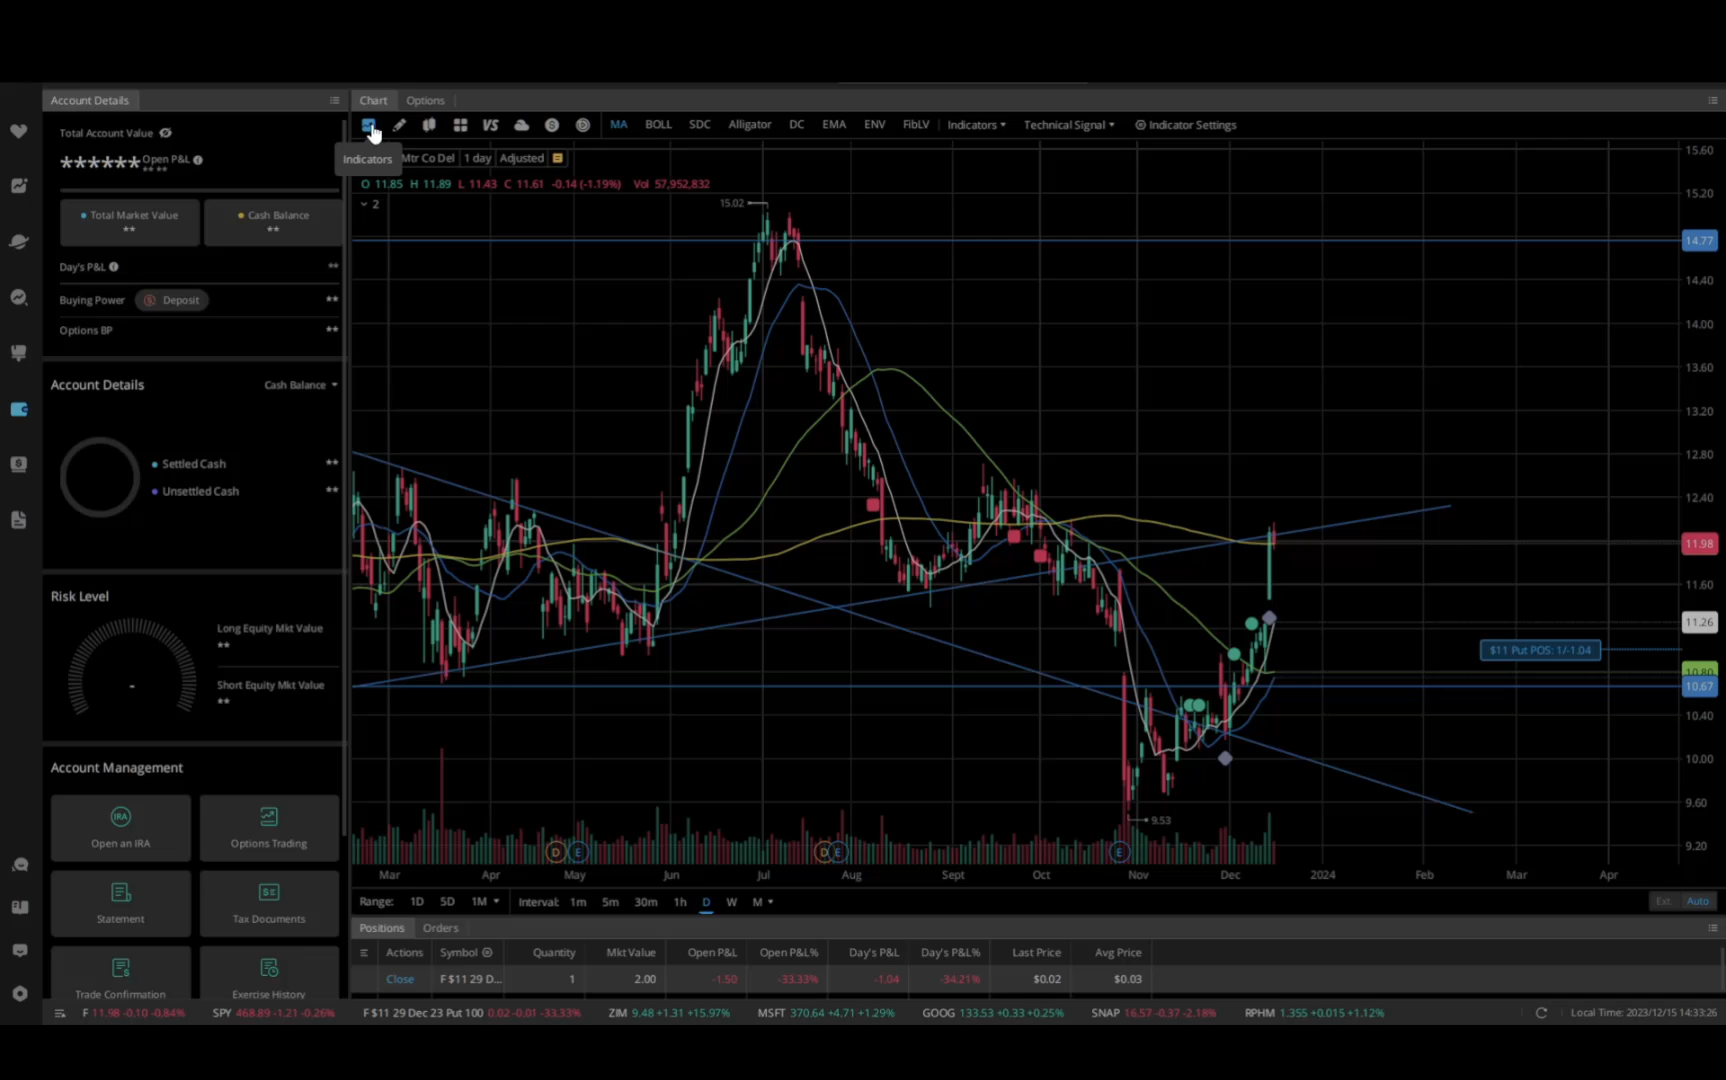 Account Details
Chart Options
Total Account Value
MA BOLL SDC Alligator DC EMA ENV FibLV Indicators Technical Signal Indicator Settings
****** Open P&L
** **
Indicators
Mtr Co Del 1 day Adjusted
O 11.85 H 11.89 L 11.43 C 11.61 -0.14 (-1.19%) Vol 57,952,832
2
Total Market Value
**
Cash Balance
**
Day's P&L **
Buying Power Deposit **
Options BP **
Account Details Cash Balance
Settled Cash **
Unsettled Cash **
Risk Level
Long Equity Mkt Value
**
-
Short Equity Mkt Value
**
Account Management
IRA
Open an IRA
Options Trading
Statement
Tax Documents
Trade Confirmation
Exercise History
15.02
9.53
$11 Put POS: 1/-1.04
15.60
15.20
14.77
14.40
14.00
13.60
13.20
12.80
12.40
11.98
11.60
11.26
10.80
10.67
10.40
10.00
9.60
9.20
D E D E E
Mar Apr May Jun Jul Aug Sept Oct Nov Dec 2024 Feb Mar Apr
Range: 1D 5D 1M Interval: 1m 5m 30m 1h D W M Ext Auto
Positions Orders
Actions Symbol Quantity Mkt Value Open P&L Open P&L% Day's P&L Day's P&L% Last Price Avg Price
Close F $11 29 D... 1 2.00 -1.50 -33.33% -1.04 -34.21% $0.02 $0.03
F 11.98 -0.10 -0.84% SPY 468.89 -1.21 -0.26% F $11 29 Dec 23 Put 100 0.02 -0.01 -33.33% ZIM 9.48 +1.31 +15.97% MSFT 370.64 +4.71 +1.29% GOOG 133.53 +0.33 +0.25% SNAP 16.57 -0.37 -2.18% RPHM 1.355 +0.015 +1.12% Local Time: 2023/12/15 14:33:26